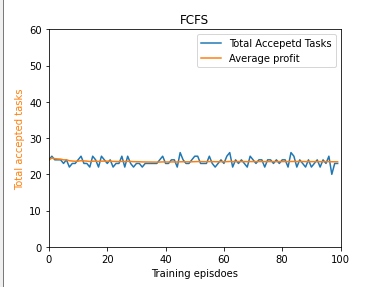 FCFS
Total Accepetd Tasks
Average profit
Total accepted tasks
60
50
40
30
20
10
0
0 20 40 60 80 100
Training episdoes